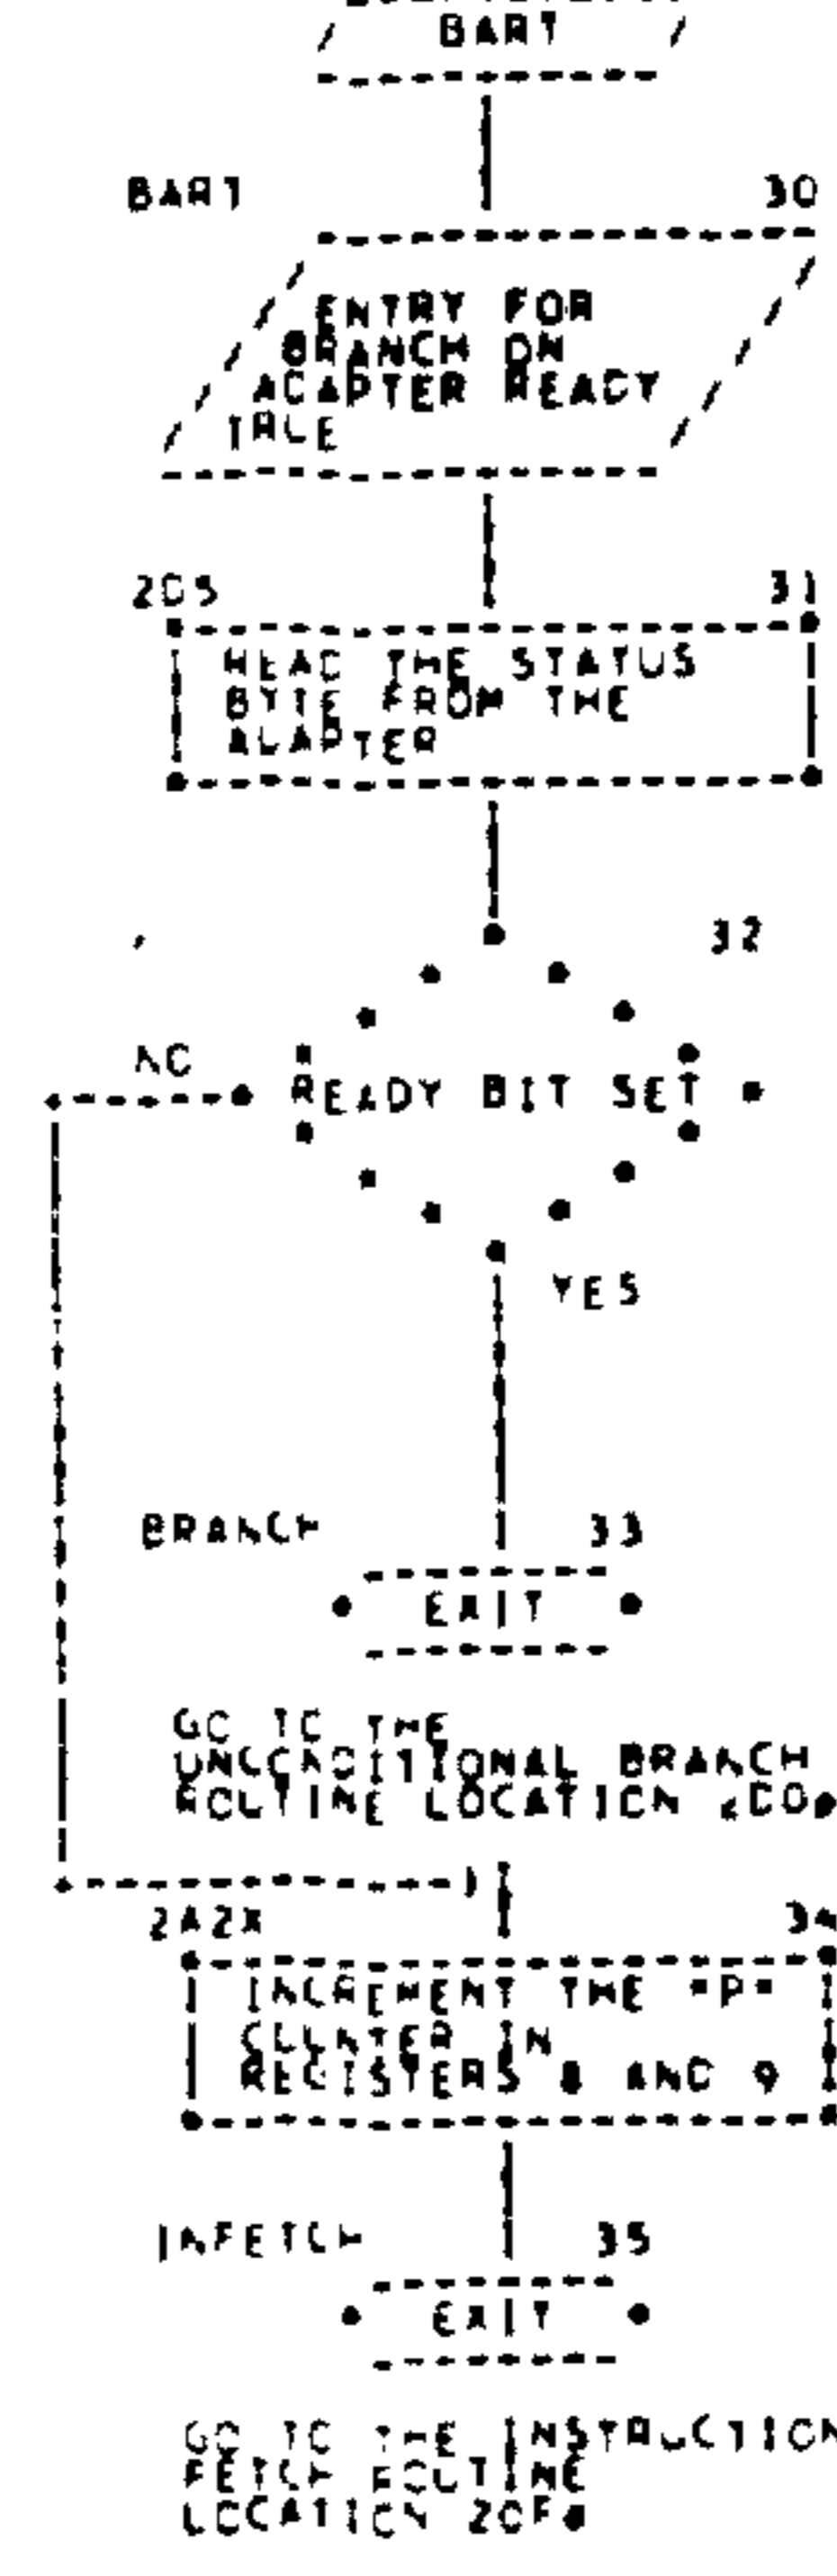 BART
BART 30
ENTRY FOR
BRANCH ON
ADAPTER READY
TRUE
205 31
READ THE STATUS
BYTE FROM THE
ADAPTER
32
NO
READY BIT SET
YES
BRANCH 33
EXIT
GO TO THE
UNCONDITIONAL BRANCH
ROUTINE LOCATION
2A2X 34
INCREMENT THE "P"
COUNTER IN
REGISTERS 8 AND 9
INFETCH 35
EXIT
GO TO THE INSTRUCTION
FETCH ROUTINE
LOCATION